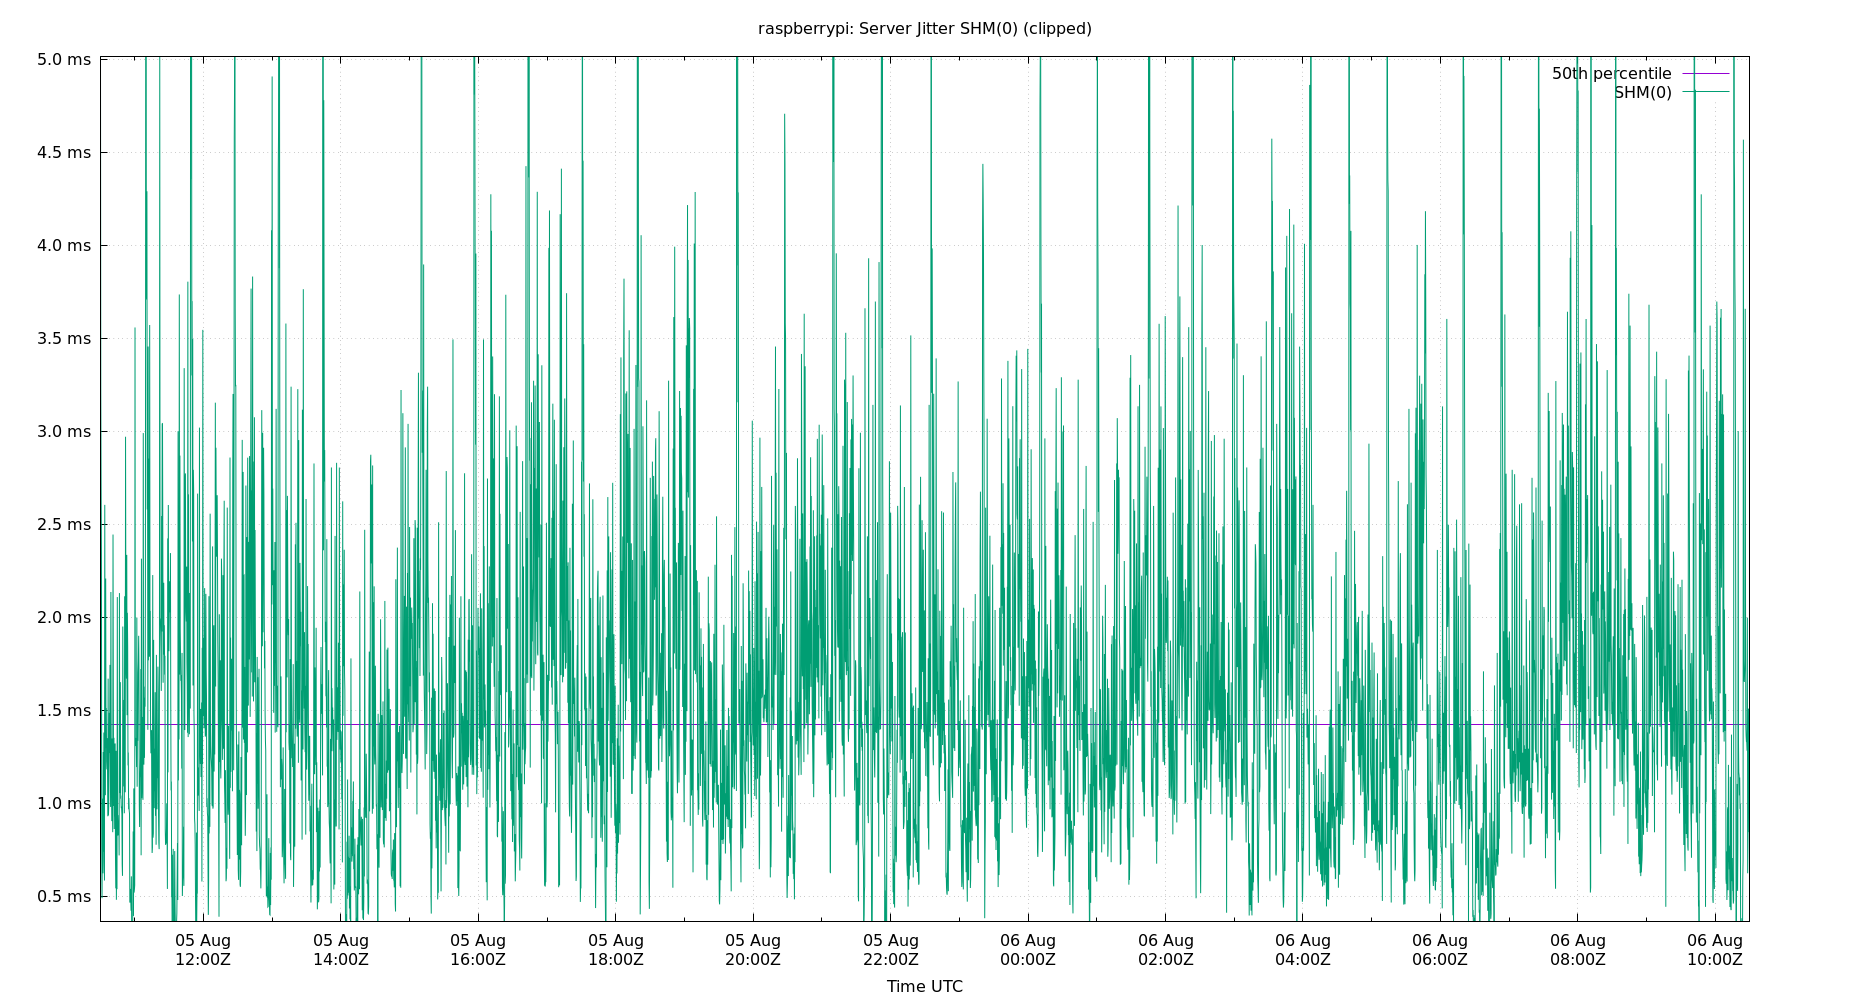 raspberrypi: Server Jitter SHM(0) (clipped)
5.0 ms
4.5 ms
4.0 ms
3.5 ms
3.0 ms
2.5 ms
2.0 ms
1.5 ms
1.0 ms
0.5 ms
50th percentile
SHM(0)
05 Aug 05 Aug 05 Aug 05 Aug 05 Aug 05 Aug 06 Aug 06 Aug 06 Aug 06 Aug 06 Aug 06 Aug
12:00Z 14:00Z 16:00Z 18:00Z 20:00Z 22:00Z 00:00Z 02:00Z 04:00Z 06:00Z 08:00Z 10:00Z
Time UTC